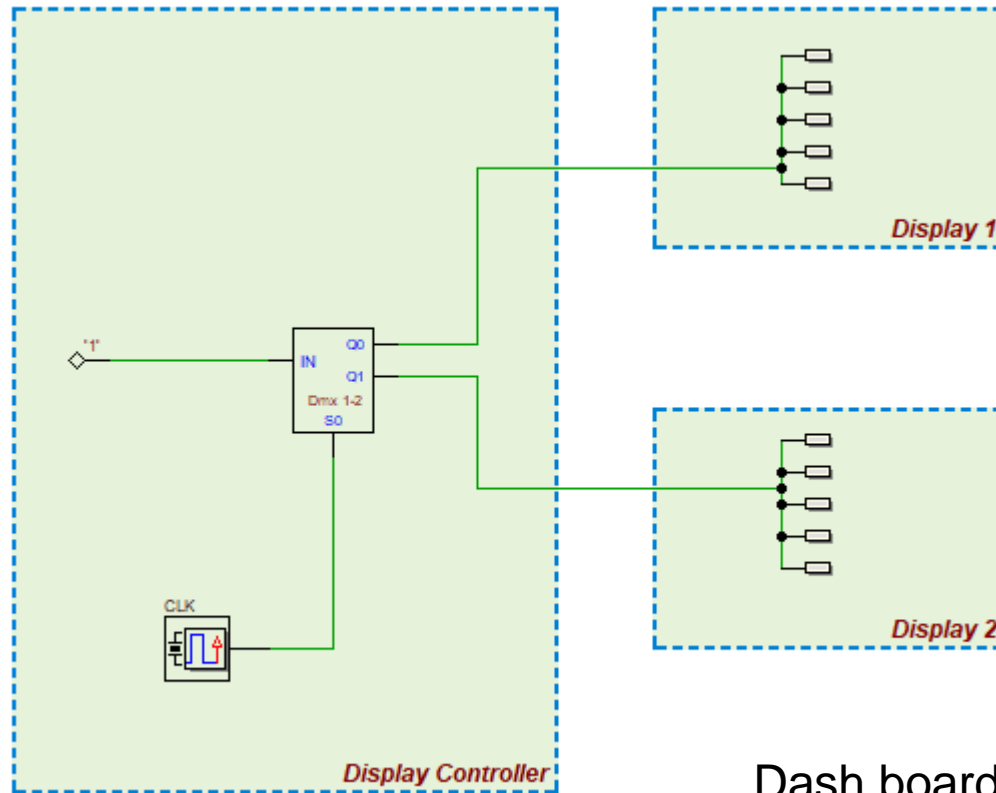 Display 1
"1"
Q0
IN
Q1
Dmx 1-2
S0
Display 2
CLK
Display Controller
Dash board